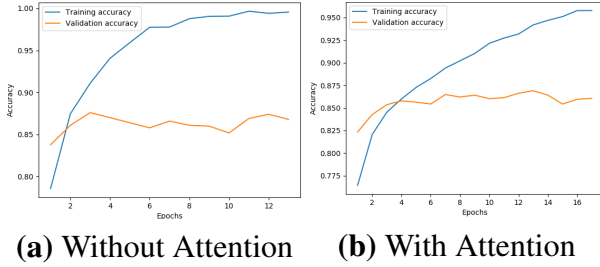 Training accuracy
Validation accuracy
1.00
0.95
0.90
0.85
0.80
Accuracy
2 4 6 8 10 12
Epochs
(a) Without Attention
Training accuracy
Validation accuracy
0.950
0.925
0.900
0.875
0.850
0.825
0.800
0.775
Accuracy
2 4 6 8 10 12 14 16
Epochs
(b) With Attention